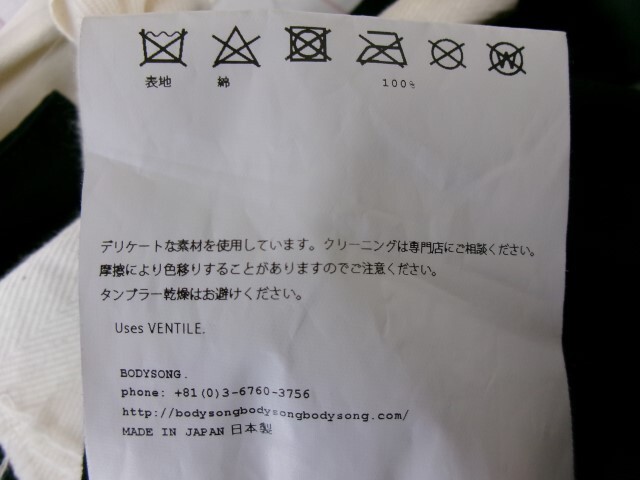 W
表地 綿 100%
デリケートな素材を使用しています。クリーニングは専門店にご相談ください。
摩擦により色移りすることがありますのでご注意ください。
タンブラー乾燥はお避けください。
Uses VENTILE.
BODYSONG.
phone: +81(0)3-6760-3756
http://bodysongbodysongbodysong.com/
MADE IN JAPAN 日本製